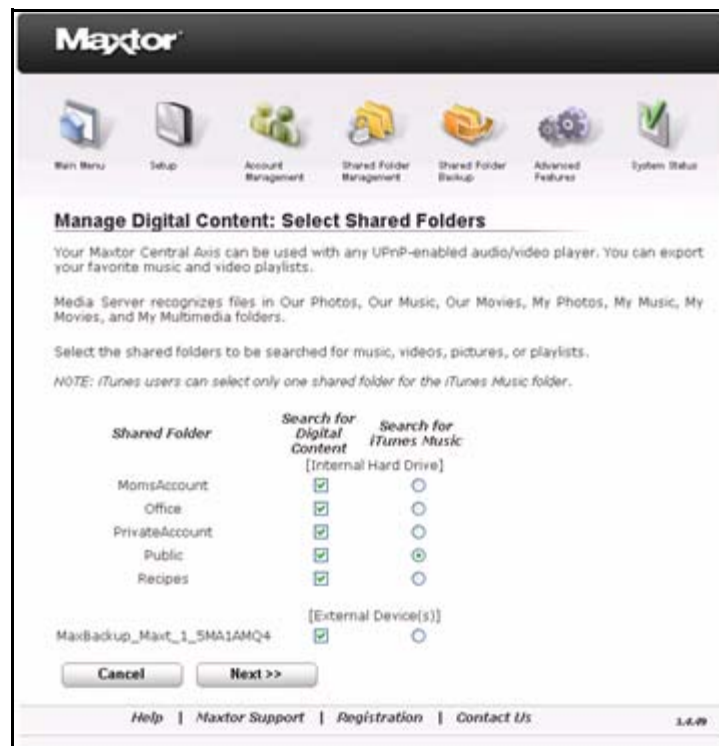 Maxtor
Main Menu
Setup
Account Management
Shared Folder Management
Shared Folder Backup
Advanced Features
System Status
Manage Digital Content: Select Shared Folders
Your Maxtor Central Axis can be used with any UPnP-enabled audio/video player. You can export
your favorite music and video playlists.
Media Server recognizes files in Our Photos, Our Music, Our Movies, My Photos, My Music, My
Movies, and My Multimedia folders.
Select the shared folders to be searched for music, videos, pictures, or playlists.
NOTE: iTunes users can select only one shared folder for the iTunes Music folder.
Shared Folder
Search for Digital Content
Search for iTunes Music
[Internal Hard Drive]
MomsAccount
Office
PrivateAccount
Public
Recipes
[External Device(s)]
MaxBackup_Maxt_1_5MA1AMQ4
Cancel
Next >>
Help | Maxtor Support | Registration | Contact Us